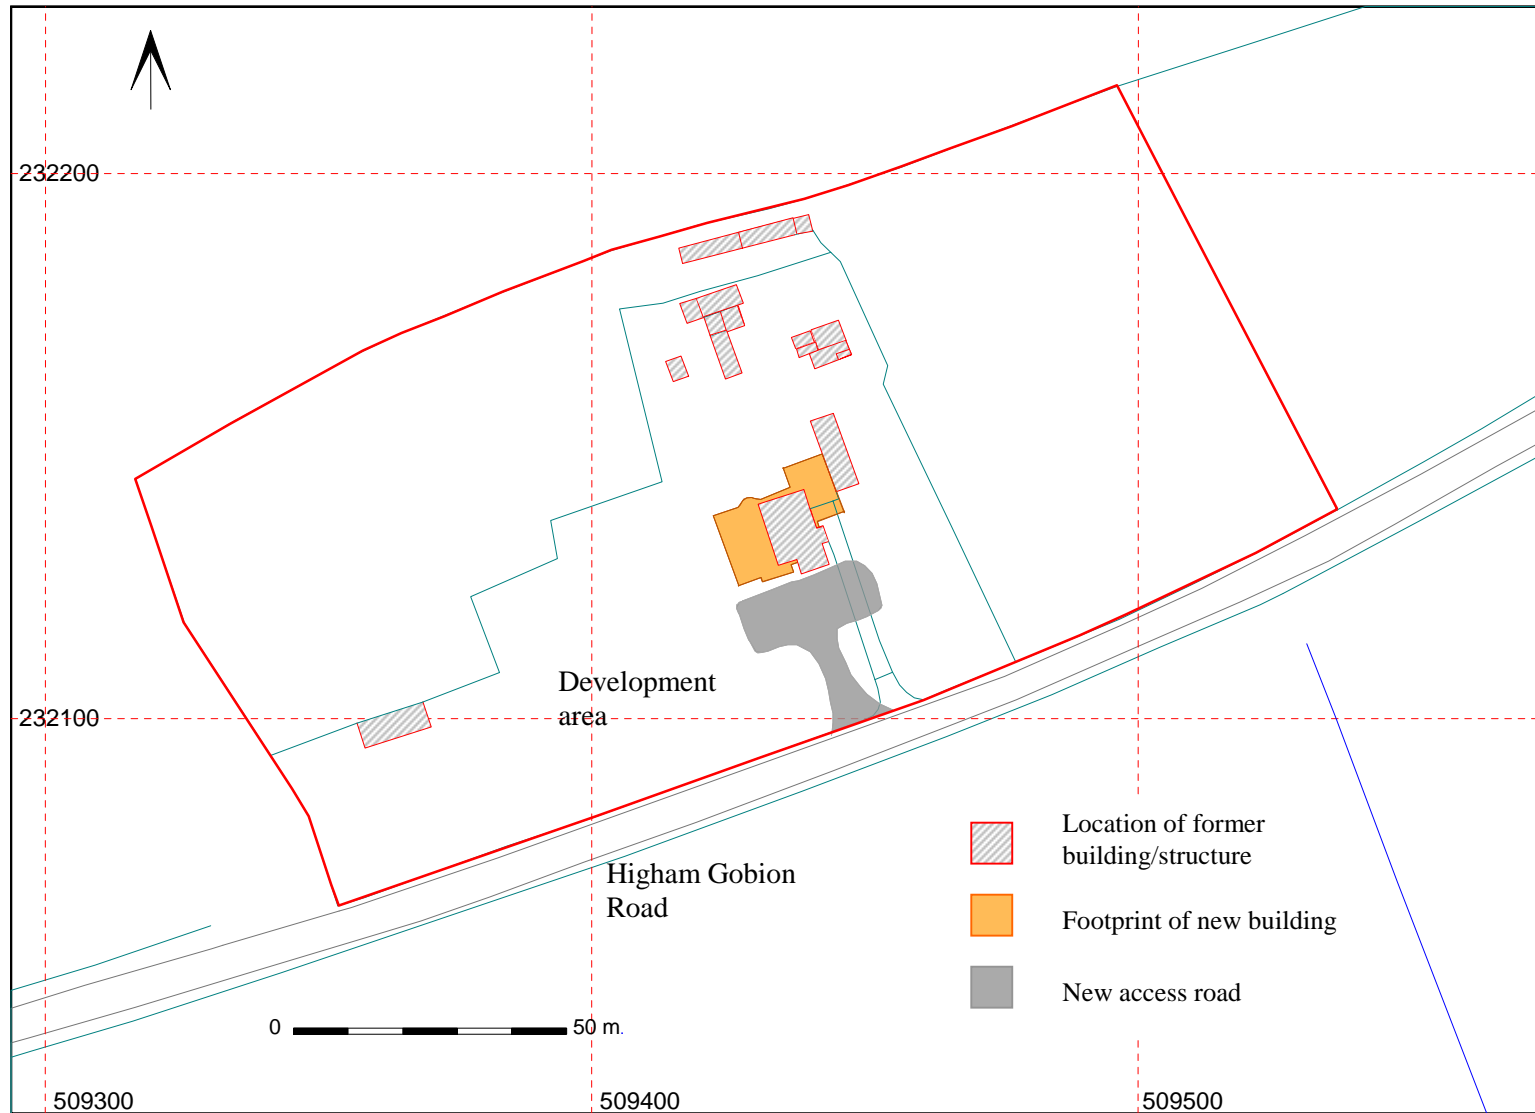 232200
Development
area
232100
Location of former
building/structure
Higham Gobion
Road
Footprint of new building
New access road
0 50 m.
509300 509400 509500